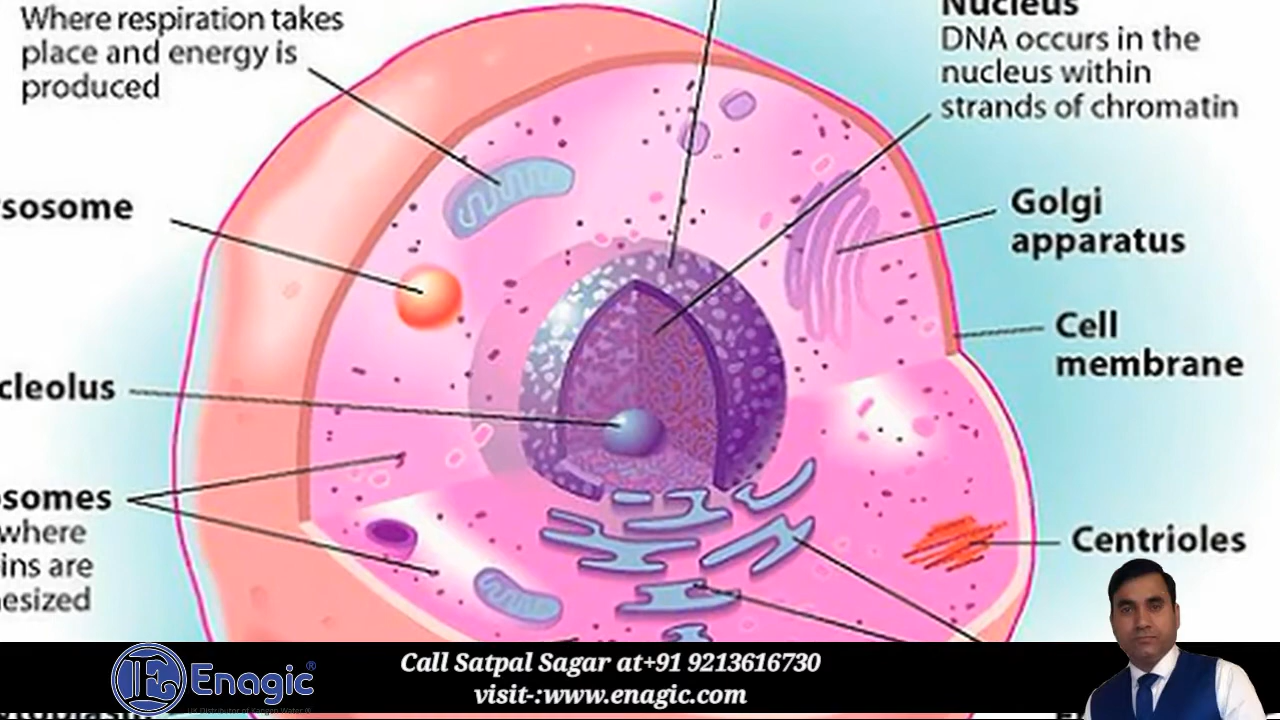 Where respiration takes
place and energy is
produced
Nucleus
DNA occurs in the
nucleus within
strands of chromatin
sosome
Golgi
apparatus
Cell
membrane
cleolus
somes
where
ins are
esized
Centrioles
Enagic®
Call Satpal Sagar at+91 9213616730
visit-:www.enagic.com